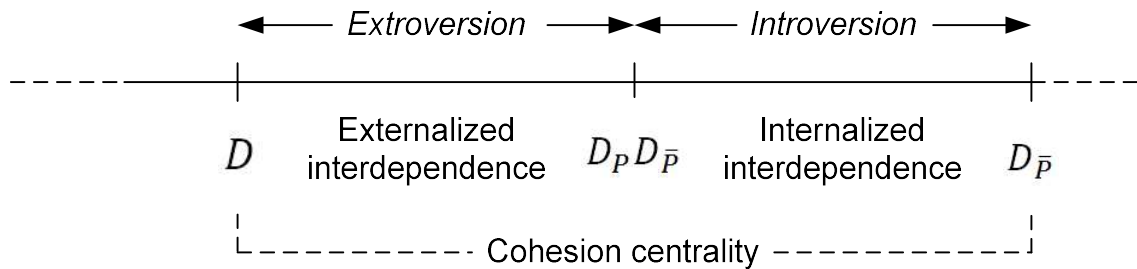 Extroversion Introversion
Externalized interdependence Internalized interdependence
D D_P D_P̄ D_P̄
Cohesion centrality